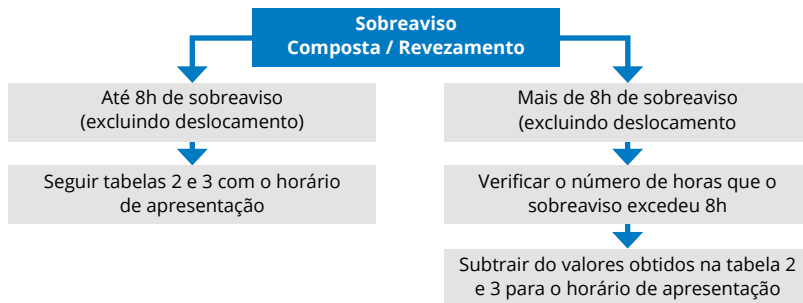 Sobreaviso
Composta / Revezamento
Até 8h de sobreaviso
(excluindo deslocamento)
Seguir tabelas 2 e 3 com o horário
de apresentação
Mais de 8h de sobreaviso
(excluindo deslocamento
Verificar o número de horas que o
sobreaviso excedeu 8h
Subtrair do valores obtidos na tabela 2
e 3 para o horário de apresentação